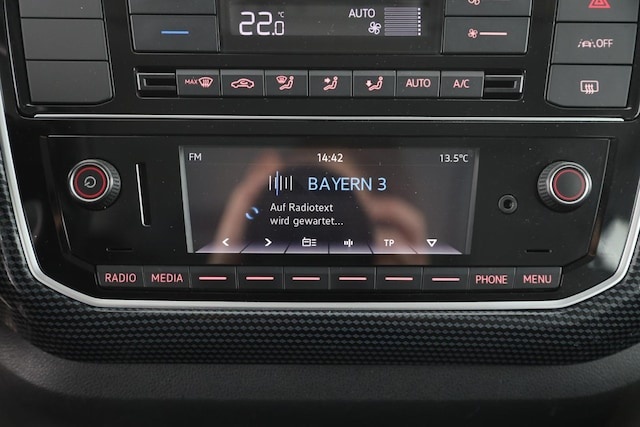 22.0 °C
AUTO
OFF
MAX
AUTO
A/C
FM
14:42
13.5°C
BAYERN 3
Auf Radiotext
wird gewartet...
TP
RADIO
MEDIA
PHONE
MENU